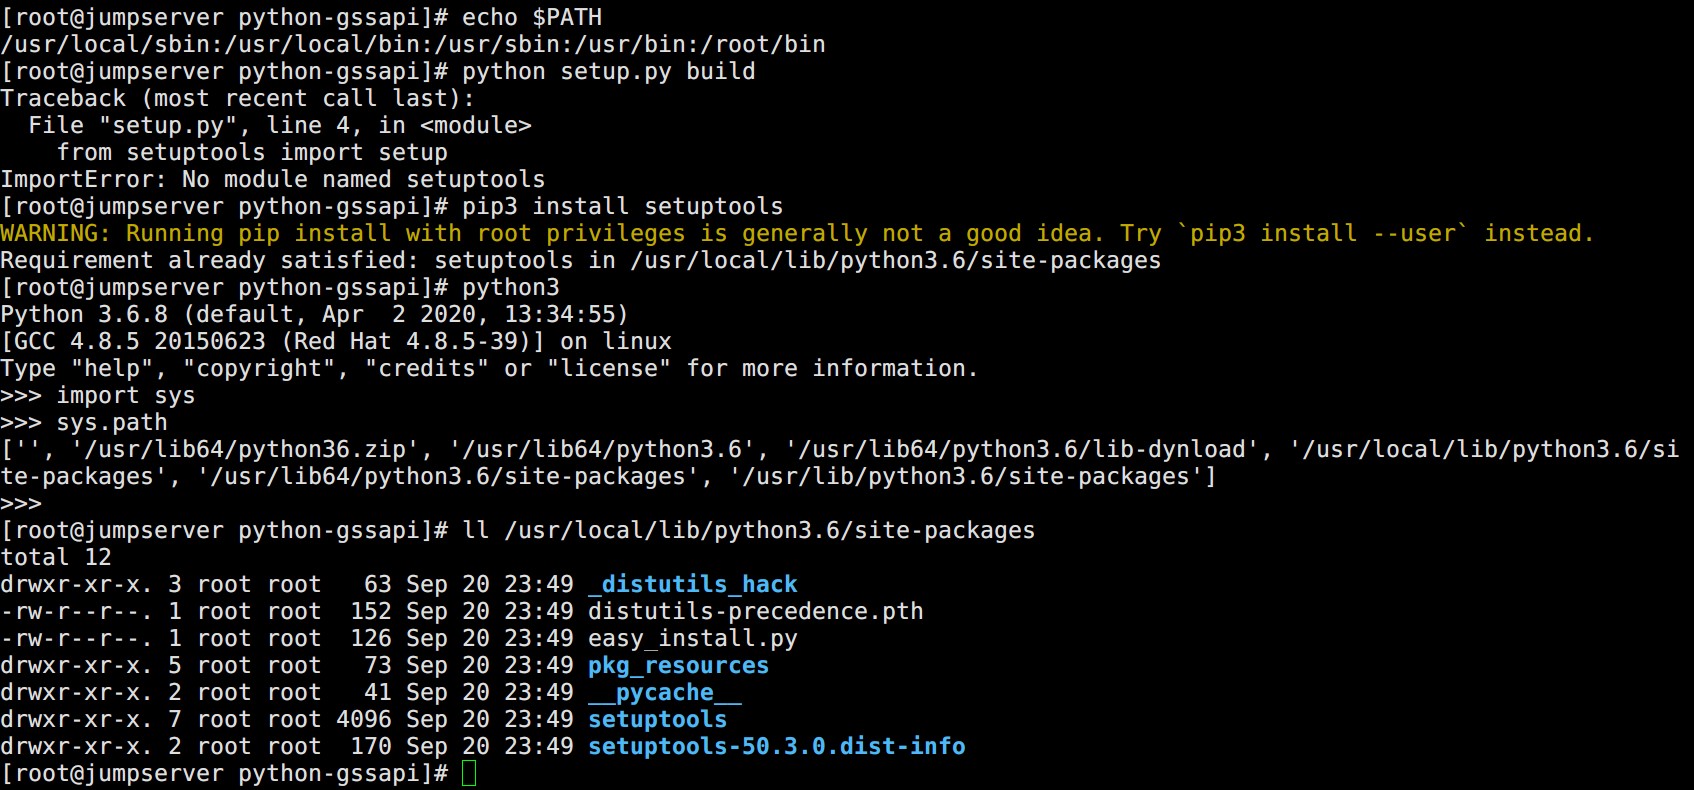 [root@jumpserver python-gssapi]# echo $PATH
/usr/local/sbin:/usr/local/bin:/usr/sbin:/usr/bin:/root/bin
[root@jumpserver python-gssapi]# python setup.py build
Traceback (most recent call last):
  File "setup.py", line 4, in <module>
    from setuptools import setup
ImportError: No module named setuptools
[root@jumpserver python-gssapi]# pip3 install setuptools
WARNING: Running pip install with root privileges is generally not a good idea. Try `pip3 install --user` instead.
Requirement already satisfied: setuptools in /usr/local/lib/python3.6/site-packages
[root@jumpserver python-gssapi]# python3
Python 3.6.8 (default, Apr  2 2020, 13:34:55)
[GCC 4.8.5 20150623 (Red Hat 4.8.5-39)] on linux
Type "help", "copyright", "credits" or "license" for more information.
>>> import sys
>>> sys.path
['', '/usr/lib64/python36.zip', '/usr/lib64/python3.6', '/usr/lib64/python3.6/lib-dynload', '/usr/local/lib/python3.6/si
te-packages', '/usr/lib64/python3.6/site-packages', '/usr/lib/python3.6/site-packages']
>>>
[root@jumpserver python-gssapi]# ll /usr/local/lib/python3.6/site-packages
total 12
drwxr-xr-x. 3 root root   63 Sep 20 23:49 _distutils_hack
-rw-r--r--. 1 root root  152 Sep 20 23:49 distutils-precedence.pth
-rw-r--r--. 1 root root  126 Sep 20 23:49 easy_install.py
drwxr-xr-x. 5 root root   73 Sep 20 23:49 pkg_resources
drwxr-xr-x. 2 root root   41 Sep 20 23:49 __pycache__
drwxr-xr-x. 7 root root 4096 Sep 20 23:49 setuptools
drwxr-xr-x. 2 root root  170 Sep 20 23:49 setuptools-50.3.0.dist-info
[root@jumpserver python-gssapi]#